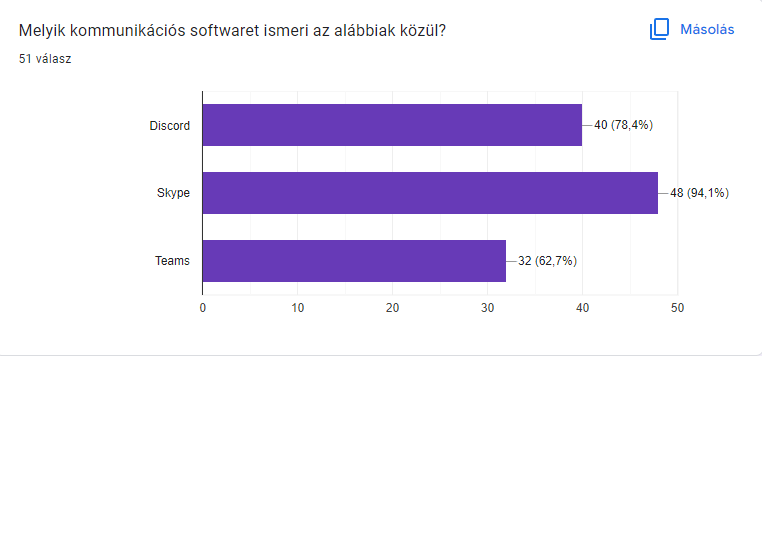 Melyik kommunikációs softwaret ismeri az alábbiak közül?
Másolás
51 válasz
Discord
40 (78,4%)
Skype
48 (94,1%)
Teams
32 (62,7%)
0 10 20 30 40 50